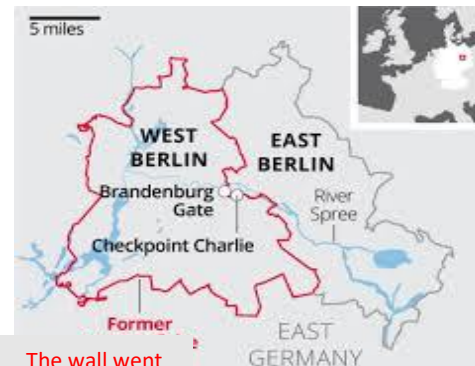 5 miles
WEST
BERLIN
EAST
BERLIN
Brandenburg
Gate
River
Spree
Checkpoint Charlie
Former
EAST
GERMANY
The wall went